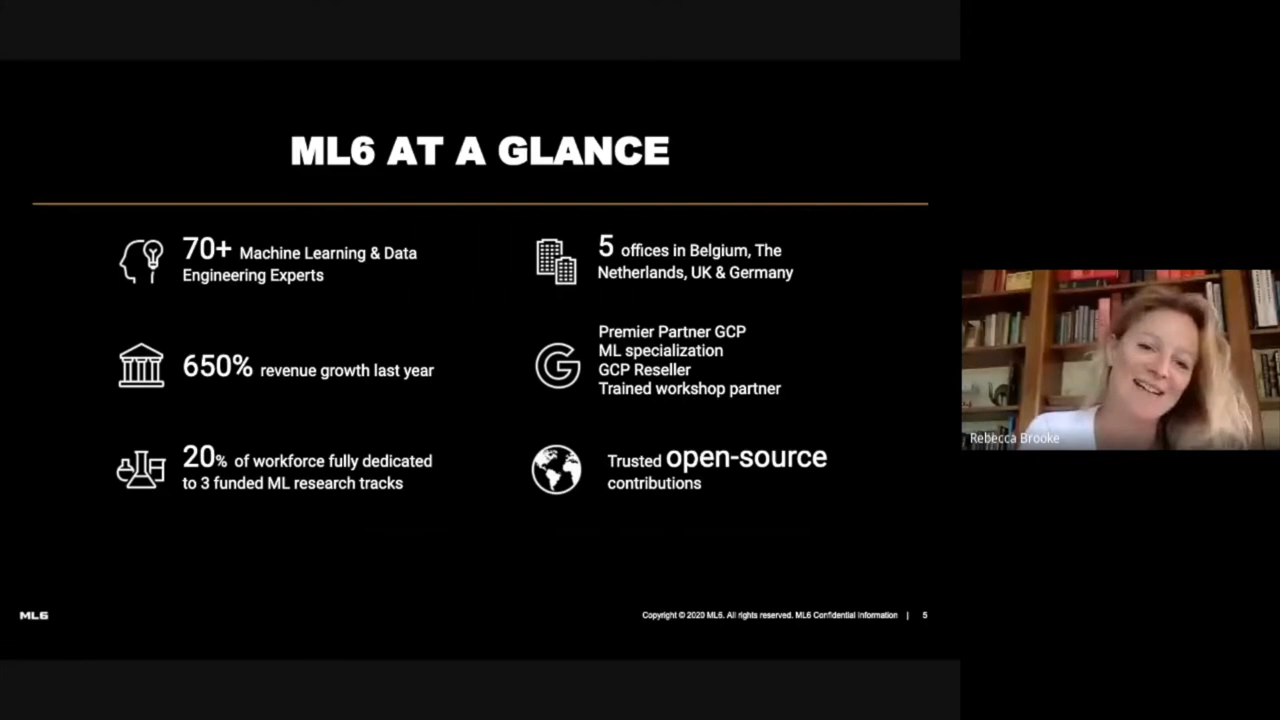 ML6 AT A GLANCE
70+ Machine Learning & Data
Engineering Experts
5 offices in Belgium, The
Netherlands, UK & Germany
650% revenue growth last year
Premier Partner GCP
ML specialization
GCP Reseller
Trained workshop partner
20% of workforce fully dedicated
to 3 funded ML research tracks
Trusted open-source
contributions
Rebecca Brooke
ML6
Copyright © 2020 ML6. All rights reserved. ML6 Confidential Information | 5